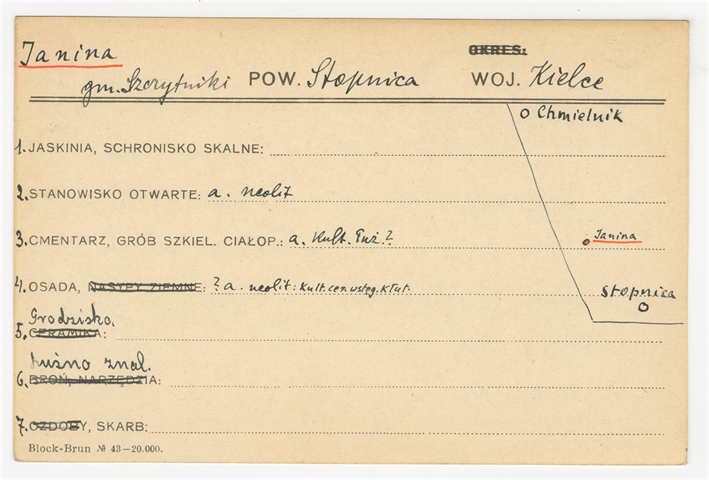 Janina
OKRES:
gm. Szczytniki POW. Stopnica WOJ. Kielce
o Chmielnik
1. JASKINIA, SCHRONISKO SKALNE:
2. STANOWISKO OTWARTE: a. neolit
3. CMENTARZ, GRÓB SZKIEL. CIAŁOP.: a. Kult. Łuż.?
Janina
4. OSADA, NASYPY ZIEMNE: ? a. neolit: Kult. cer. wstęg. kłut.
Stopnica
Grodzisko.
5. CERAMIKA:
Luźno znal.
6. BROŃ, NARZĘDZIA:
7. OZDOBY, SKARB:
Block-Brun № 43—20.000.